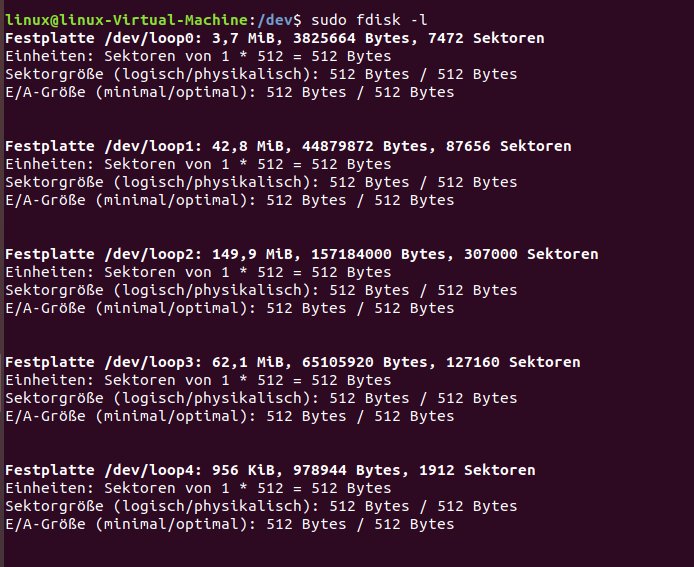 linux@linux-Virtual-Machine:/dev$ sudo fdisk -l
Festplatte /dev/loop0: 3,7 MiB, 3825664 Bytes, 7472 Sektoren
Einheiten: Sektoren von 1 * 512 = 512 Bytes
Sektorgröße (logisch/physikalisch): 512 Bytes / 512 Bytes
E/A-Größe (minimal/optimal): 512 Bytes / 512 Bytes
Festplatte /dev/loop1: 42,8 MiB, 44879872 Bytes, 87656 Sektoren
Einheiten: Sektoren von 1 * 512 = 512 Bytes
Sektorgröße (logisch/physikalisch): 512 Bytes / 512 Bytes
E/A-Größe (minimal/optimal): 512 Bytes / 512 Bytes
Festplatte /dev/loop2: 149,9 MiB, 157184000 Bytes, 307000 Sektoren
Einheiten: Sektoren von 1 * 512 = 512 Bytes
Sektorgröße (logisch/physikalisch): 512 Bytes / 512 Bytes
E/A-Größe (minimal/optimal): 512 Bytes / 512 Bytes
Festplatte /dev/loop3: 62,1 MiB, 65105920 Bytes, 127160 Sektoren
Einheiten: Sektoren von 1 * 512 = 512 Bytes
Sektorgröße (logisch/physikalisch): 512 Bytes / 512 Bytes
E/A-Größe (minimal/optimal): 512 Bytes / 512 Bytes
Festplatte /dev/loop4: 956 KiB, 978944 Bytes, 1912 Sektoren
Einheiten: Sektoren von 1 * 512 = 512 Bytes
Sektorgröße (logisch/physikalisch): 512 Bytes / 512 Bytes
E/A-Größe (minimal/optimal): 512 Bytes / 512 Bytes